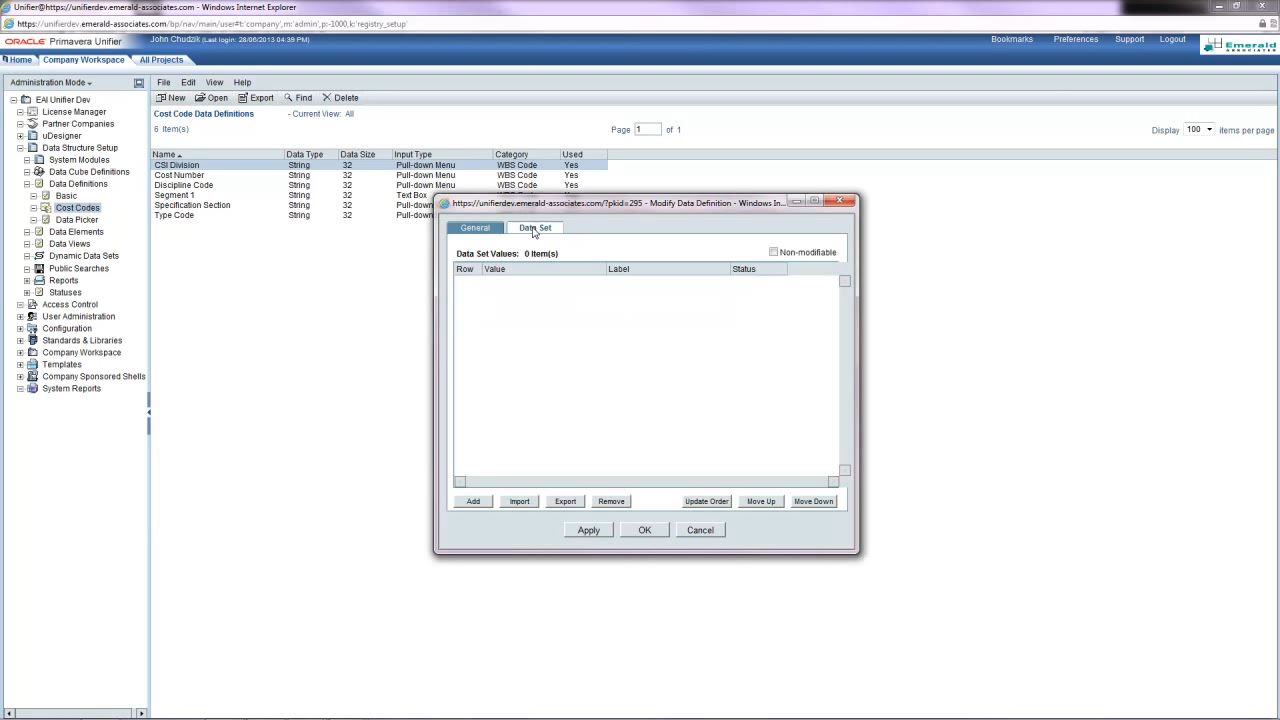 Unifier@https://unifierdev.emerald-associates.com - Windows Internet Explorer
https://unifierdev.emerald-associates.com/bp/nav/main/user#t:'company',m:'admin',p:-1000,k:'registry_setup'
ORACLE Primavera Unifier
John Chudzik (Last login: 28/06/2013 04:39 PM)
Bookmarks Preferences Support Logout
Emerald
ASSOCIATES
Home Company Workspace All Projects
Administration Mode
File Edit View Help
New Open Export Find Delete
Cost Code Data Definitions - Current View: All
6 Item(s)
Page 1 of 1
Display 100 items per page
EAI Unifier Dev
License Manager
Partner Companies
uDesigner
Data Structure Setup
System Modules
Data Cube Definitions
Data Definitions
Basic
Cost Codes
Data Picker
Data Elements
Data Views
Dynamic Data Sets
Public Searches
Reports
Statuses
Access Control
User Administration
Configuration
Standards & Libraries
Company Workspace
Templates
Company Sponsored Shells
System Reports
Name Data Type Data Size Input Type Category Used
CSI Division String 32 Pull-down Menu WBS Code Yes
Cost Number String 32 Pull-down Menu WBS Code Yes
Discipline Code String 32 Pull-down Menu WBS Code Yes
Segment 1 String 32 Text Box
Specification Section String 32 Pull-down
Type Code String 32 Pull-down
https://unifierdev.emerald-associates.com/?pkid=295 - Modify Data Definition - Windows In...
General Data Set
Data Set Values: 0 Item(s)
Non-modifiable
Row Value Label Status
Add Import Export Remove Update Order Move Up Move Down
Apply OK Cancel